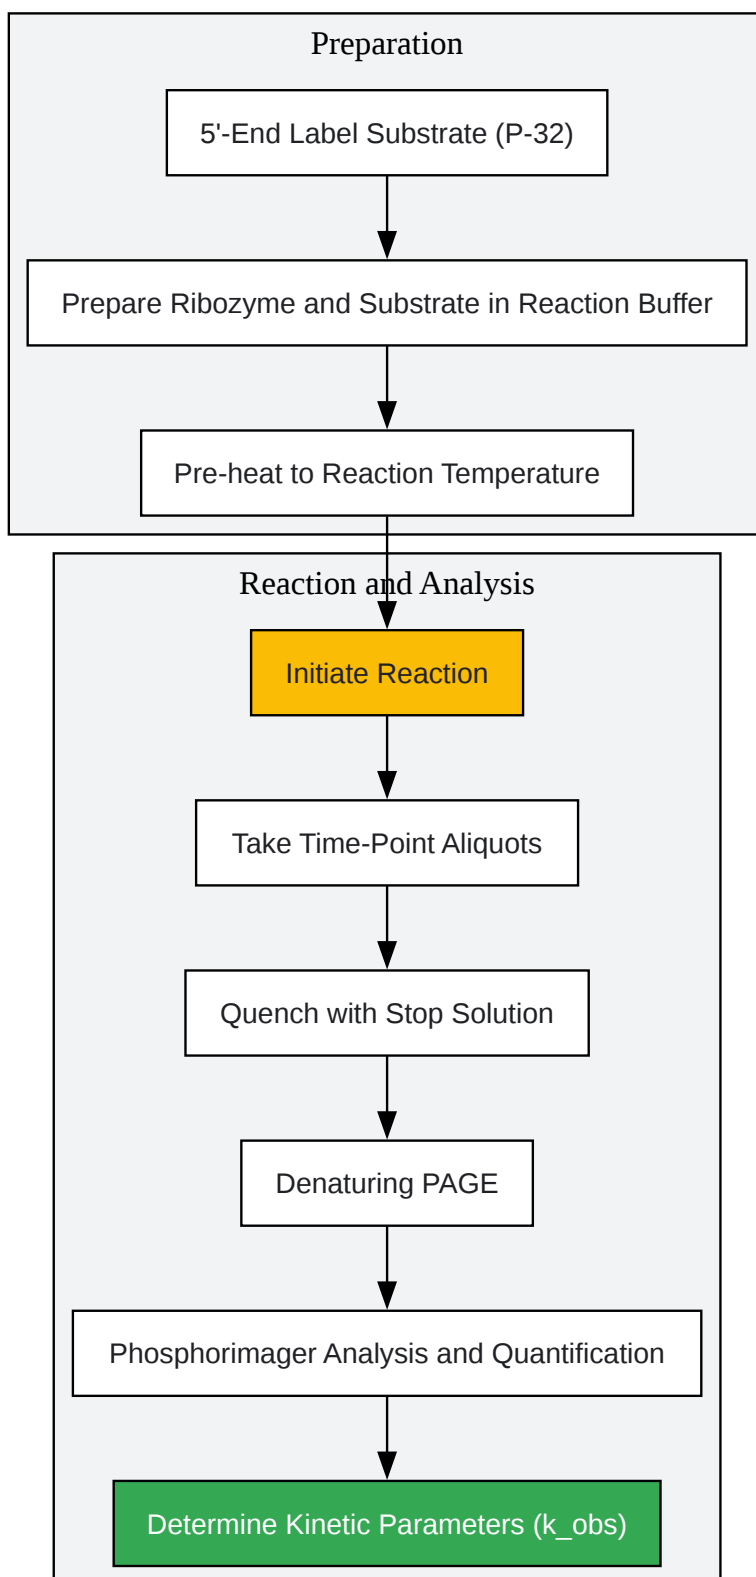 Preparation
5'-End Label Substrate (P-32)
Prepare Ribozyme and Substrate in Reaction Buffer
Pre-heat to Reaction Temperature
Reaction and Analysis
Initiate Reaction
Take Time-Point Aliquots
Quench with Stop Solution
Denaturing PAGE
Phosphorimager Analysis and Quantification
Determine Kinetic Parameters (k_obs)